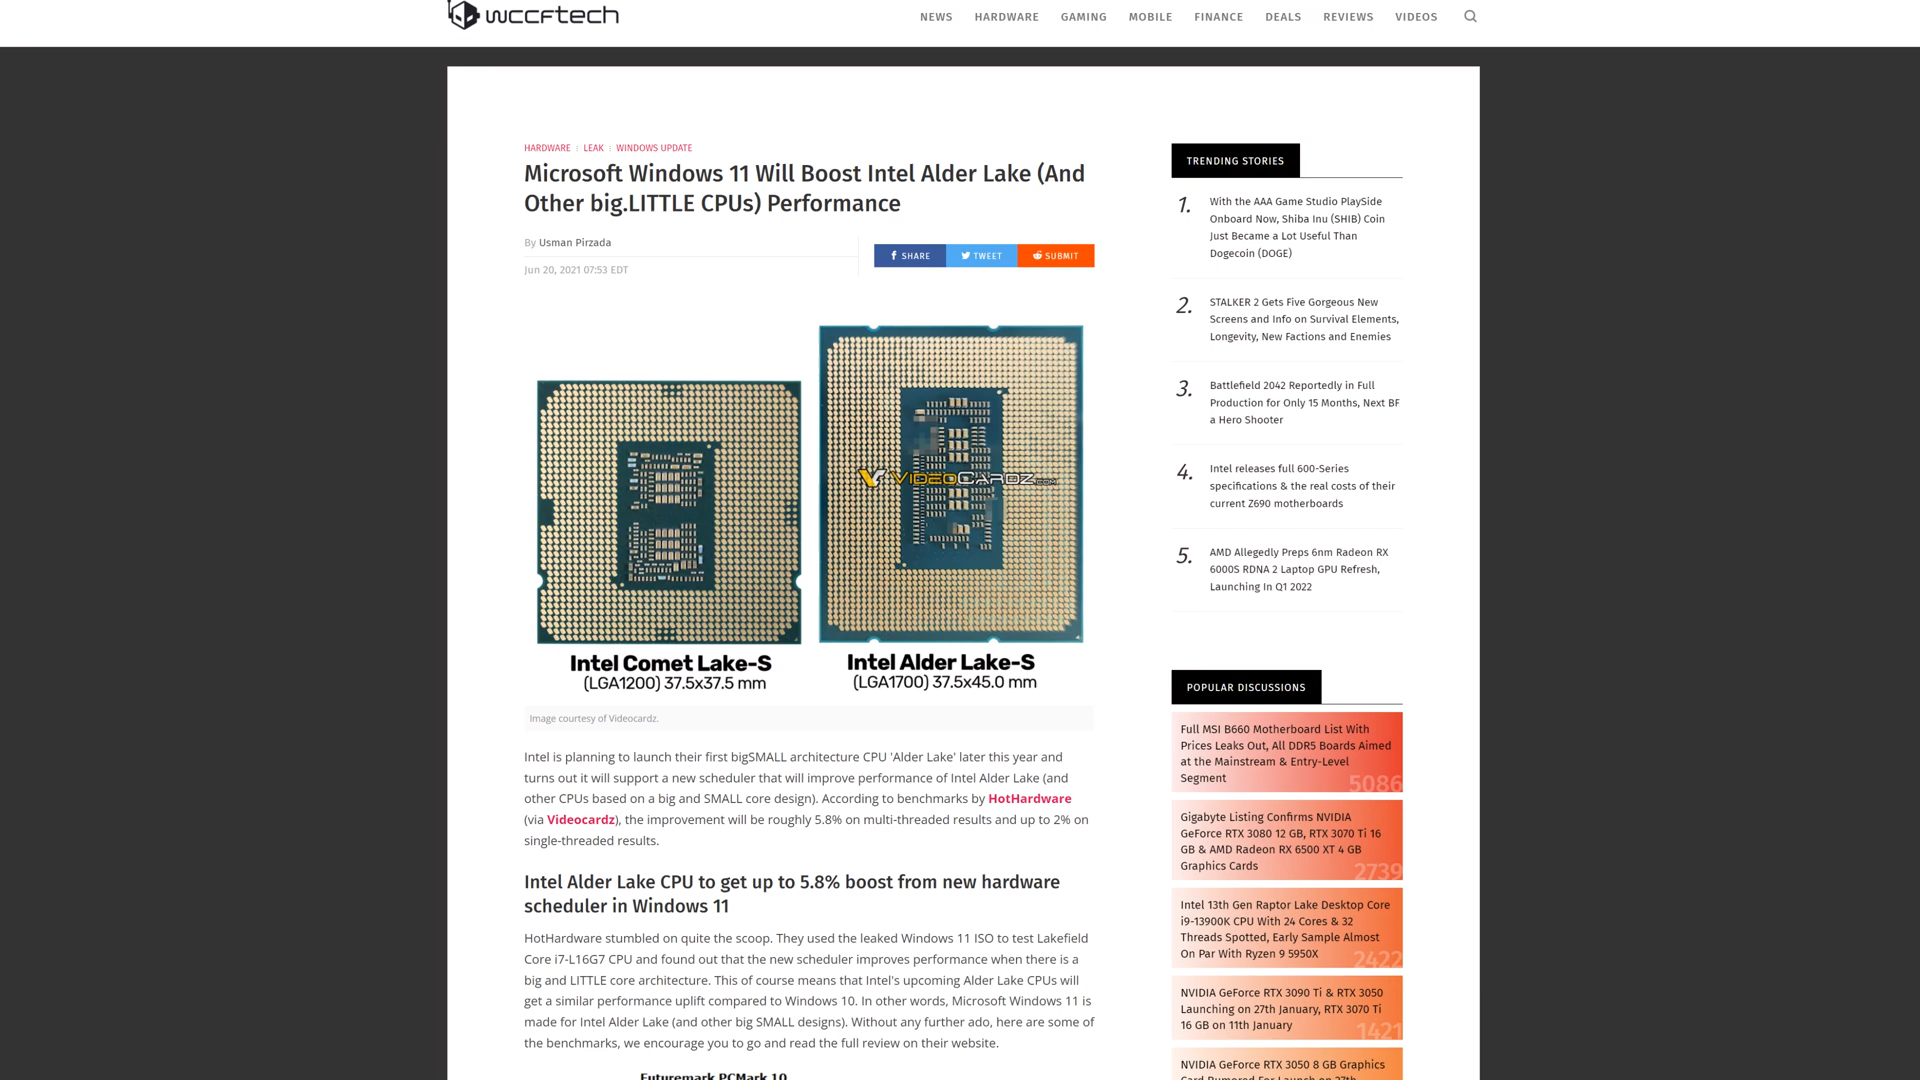 wccftech
NEWS HARDWARE GAMING MOBILE FINANCE DEALS REVIEWS VIDEOS
HARDWARE LEAK WINDOWS UPDATE
Microsoft Windows 11 Will Boost Intel Alder Lake (And
Other big.LITTLE CPUs) Performance
By Usman Pirzada
Jun 20, 2021 07:53 EDT
SHARE TWEET SUBMIT
VIDEOCARDZ.COM
Intel Comet Lake-S
(LGA1200) 37.5x37.5 mm
Intel Alder Lake-S
(LGA1700) 37.5x45.0 mm
Image courtesy of Videocardz.
Intel is planning to launch their first bigSMALL architecture CPU 'Alder Lake' later this year and
turns out it will support a new scheduler that will improve performance of Intel Alder Lake (and
other CPUs based on a big and SMALL core design). According to benchmarks by HotHardware
(via Videocardz), the improvement will be roughly 5.8% on multi-threaded results and up to 2% on
single-threaded results.
Intel Alder Lake CPU to get up to 5.8% boost from new hardware
scheduler in Windows 11
HotHardware stumbled on quite the scoop. They used the leaked Windows 11 ISO to test Lakefield
Core i7-L16G7 CPU and found out that the new scheduler improves performance when there is a
big and LITTLE core architecture. This of course means that Intel's upcoming Alder Lake CPUs will
get a similar performance uplift compared to Windows 10. In other words, Microsoft Windows 11 is
made for Intel Alder Lake (and other big SMALL designs). Without any further ado, here are some of
the benchmarks, we encourage you to go and read the full review on their website.
Futuremark PCMark 10
TRENDING STORIES
1.
With the AAA Game Studio PlaySide
Onboard Now, Shiba Inu (SHIB) Coin
Just Became a Lot Useful Than
Dogecoin (DOGE)
2.
STALKER 2 Gets Five Gorgeous New
Screens and Info on Survival Elements,
Longevity, New Factions and Enemies
3.
Battlefield 2042 Reportedly in Full
Production for Only 15 Months, Next BF
a Hero Shooter
4.
Intel releases full 600-Series
specifications & the real costs of their
current Z690 motherboards
5.
AMD Allegedly Preps 6nm Radeon RX
6000S RDNA 2 Laptop GPU Refresh,
Launching In Q1 2022
POPULAR DISCUSSIONS
Full MSI B660 Motherboard List With
Prices Leaks Out, All DDR5 Boards Aimed
at the Mainstream & Entry-Level
Segment
5086
Gigabyte Listing Confirms NVIDIA
GeForce RTX 3080 12 GB, RTX 3070 Ti 16
GB & AMD Radeon RX 6500 XT 4 GB
Graphics Cards
2739
Intel 13th Gen Raptor Lake Desktop Core
i9-13900K CPU With 24 Cores & 32
Threads Spotted, Early Sample Almost
On Par With Ryzen 9 5950X
2422
NVIDIA GeForce RTX 3090 Ti & RTX 3050
Launching on 27th January, RTX 3070 Ti
16 GB on 11th January
1421
NVIDIA GeForce RTX 3050 8 GB Graphics
Card Rumored For Launch on 27th